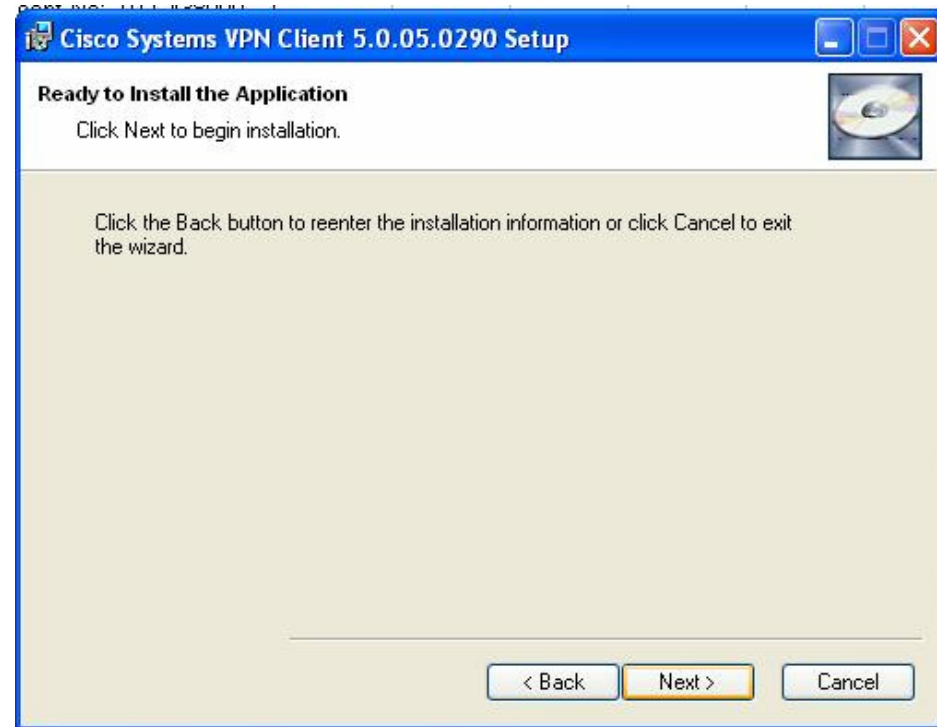 Cisco Systems VPN Client 5.0.05.0290 Setup
Ready to Install the Application
Click Next to begin installation.
Click the Back button to reenter the installation information or click Cancel to exit
the wizard.
< Back
Next >
Cancel